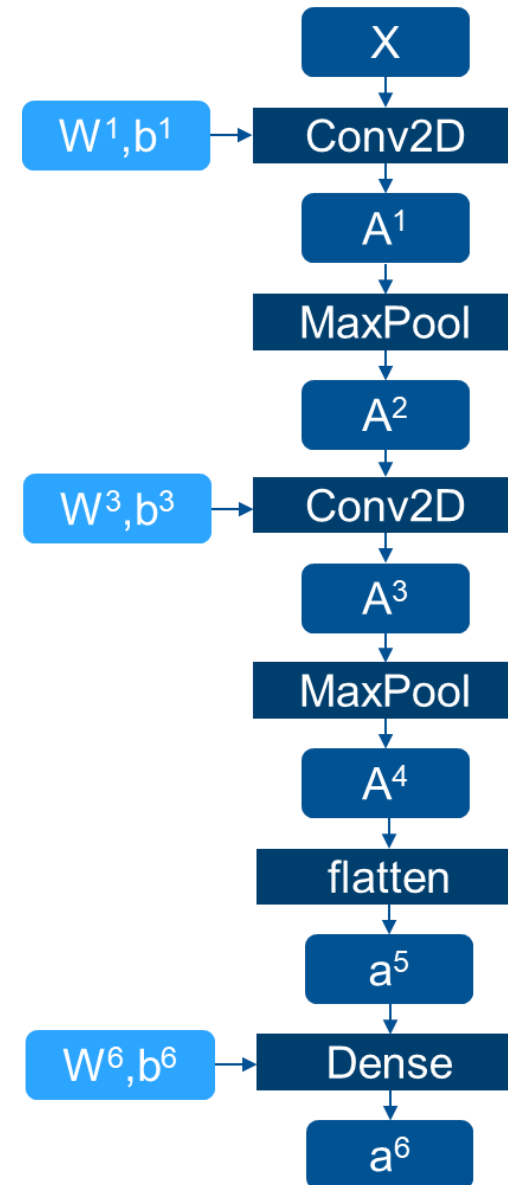 X
W¹,b¹
Conv2D
A¹
MaxPool
A²
W³,b³
Conv2D
A³
MaxPool
A⁴
flatten
a⁵
W⁶,b⁶
Dense
a⁶